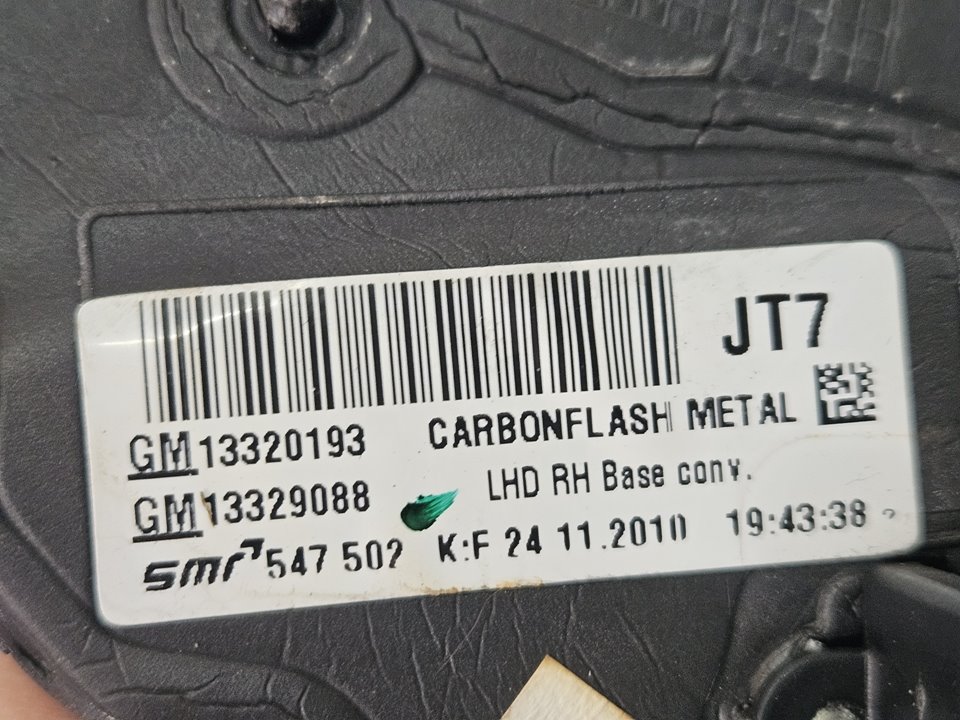 JT7
GM 13320193 CARBONFLASH METAL
GM 13329088 LHD RH Base conv.
smr 547 502 K:F 24 11.2010 19:43:38